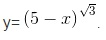 y=(5 − x)^{√3}.